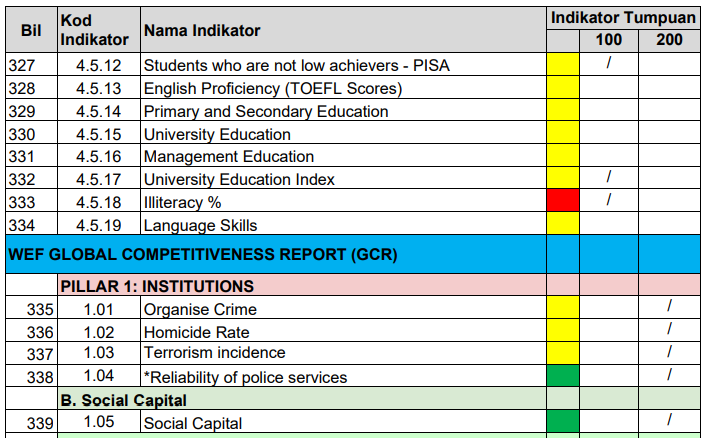 Bil Kod Indikator Nama Indikator Indikator Tumpuan
100 200
327 4.5.12 Students who are not low achievers - PISA /
328 4.5.13 English Proficiency (TOEFL Scores)
329 4.5.14 Primary and Secondary Education
330 4.5.15 University Education
331 4.5.16 Management Education
332 4.5.17 University Education Index /
333 4.5.18 Illiteracy % /
334 4.5.19 Language Skills
WEF GLOBAL COMPETITIVENESS REPORT (GCR)
PILLAR 1: INSTITUTIONS
335 1.01 Organise Crime /
336 1.02 Homicide Rate /
337 1.03 Terrorism incidence /
338 1.04 *Reliability of police services /
B. Social Capital
339 1.05 Social Capital /